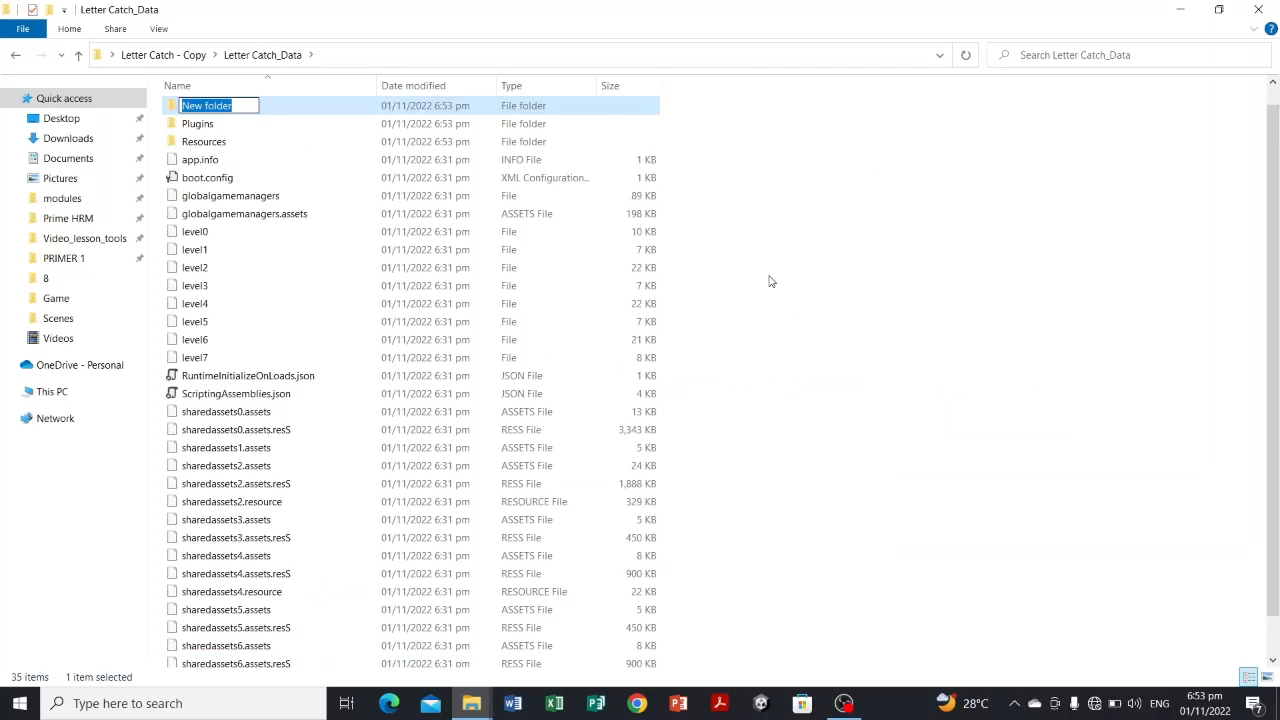 Letter Catch_Data
File Home Share View
Letter Catch - Copy Letter Catch_Data Search Letter Catch_Data
Name Date modified Type Size
Quick access
Desktop
Downloads
Documents
Pictures
modules
Prime HRM
Video_lesson_tools
PRIMER 1
8
Game
Scenes
Videos
OneDrive - Personal
This PC
Network
New folder 01/11/2022 6:53 pm File folder
Plugins 01/11/2022 6:53 pm File folder
Resources 01/11/2022 6:53 pm File folder
app.info 01/11/2022 6:31 pm INFO File 1 KB
boot.config 01/11/2022 6:31 pm XML Configuration... 1 KB
globalgamemanagers 01/11/2022 6:31 pm File 89 KB
globalgamemanagers.assets 01/11/2022 6:31 pm ASSETS File 198 KB
level0 01/11/2022 6:31 pm File 10 KB
level1 01/11/2022 6:31 pm File 7 KB
level2 01/11/2022 6:31 pm File 22 KB
level3 01/11/2022 6:31 pm File 7 KB
level4 01/11/2022 6:31 pm File 22 KB
level5 01/11/2022 6:31 pm File 7 KB
level6 01/11/2022 6:31 pm File 21 KB
level7 01/11/2022 6:31 pm File 8 KB
RuntimeInitializeOnLoads.json 01/11/2022 6:31 pm JSON File 1 KB
ScriptingAssemblies.json 01/11/2022 6:31 pm JSON File 4 KB
sharedassets0.assets 01/11/2022 6:31 pm ASSETS File 13 KB
sharedassets0.assets.resS 01/11/2022 6:31 pm RESS File 3,343 KB
sharedassets1.assets 01/11/2022 6:31 pm ASSETS File 5 KB
sharedassets2.assets 01/11/2022 6:31 pm ASSETS File 24 KB
sharedassets2.assets.resS 01/11/2022 6:31 pm RESS File 1,888 KB
sharedassets2.resource 01/11/2022 6:31 pm RESOURCE File 329 KB
sharedassets3.assets 01/11/2022 6:31 pm ASSETS File 5 KB
sharedassets3.assets.resS 01/11/2022 6:31 pm RESS File 450 KB
sharedassets4.assets 01/11/2022 6:31 pm ASSETS File 8 KB
sharedassets4.assets.resS 01/11/2022 6:31 pm RESS File 900 KB
sharedassets4.resource 01/11/2022 6:31 pm RESOURCE File 22 KB
sharedassets5.assets 01/11/2022 6:31 pm ASSETS File 5 KB
sharedassets5.assets.resS 01/11/2022 6:31 pm RESS File 450 KB
sharedassets6.assets 01/11/2022 6:31 pm ASSETS File 8 KB
sharedassets6.assets.resS 01/11/2022 6:31 pm RESS File 900 KB
35 items 1 item selected
Type here to search 28°C ENG 6:53 pm
01/11/2022